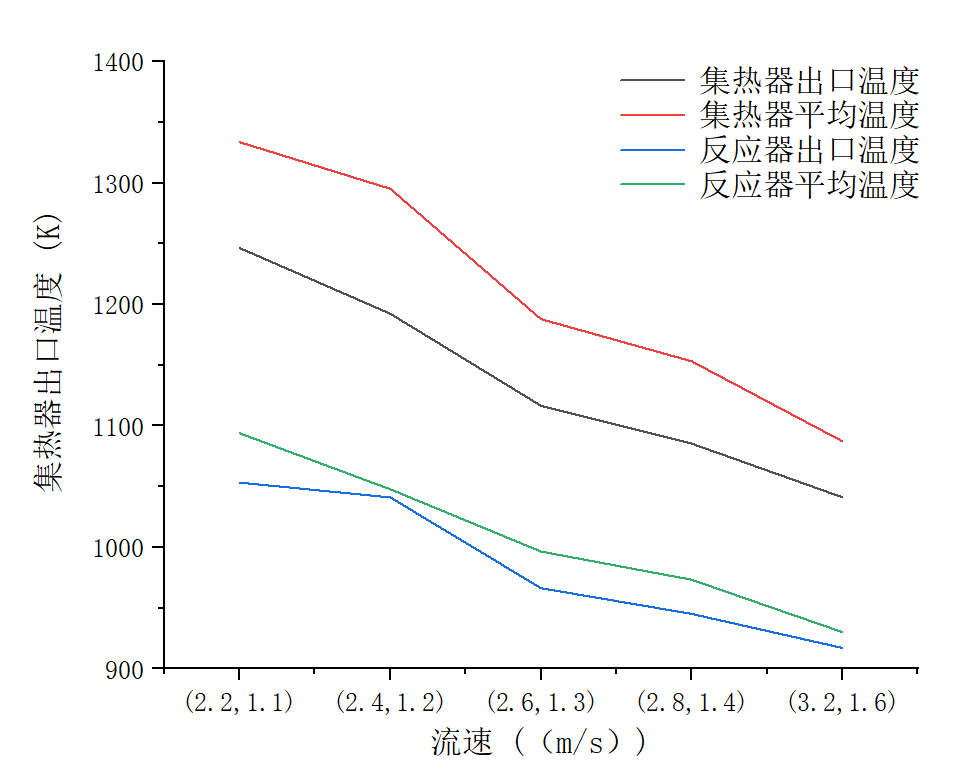 集热器出口温度
集热器平均温度
反应器出口温度
反应器平均温度
集热器出口温度 (K)
1400
1300
1200
1100
1000
900
(2.2,1.1)
(2.4,1.2)
(2.6,1.3)
(2.8,1.4)
(3.2,1.6)
流速 (（m/s）)